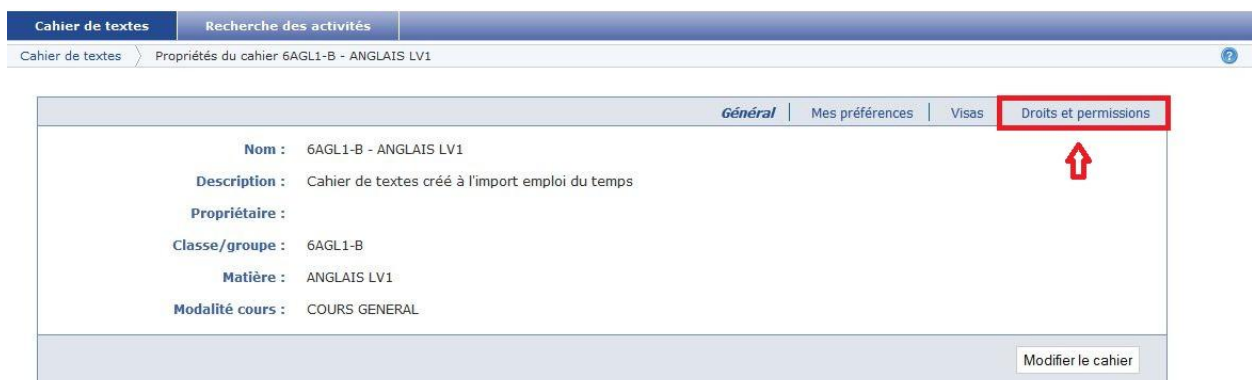 Cahier de textes Recherche des activités
Cahier de textes Propriétés du cahier 6AGL1-B - ANGLAIS LV1 ?
Général Mes préférences Visas Droits et permissions
Nom : 6AGL1-B - ANGLAIS LV1
Description : Cahier de textes créé à l'import emploi du temps
Propriétaire :
Classe/groupe : 6AGL1-B
Matière : ANGLAIS LV1
Modalité cours : COURS GENERAL
Modifier le cahier